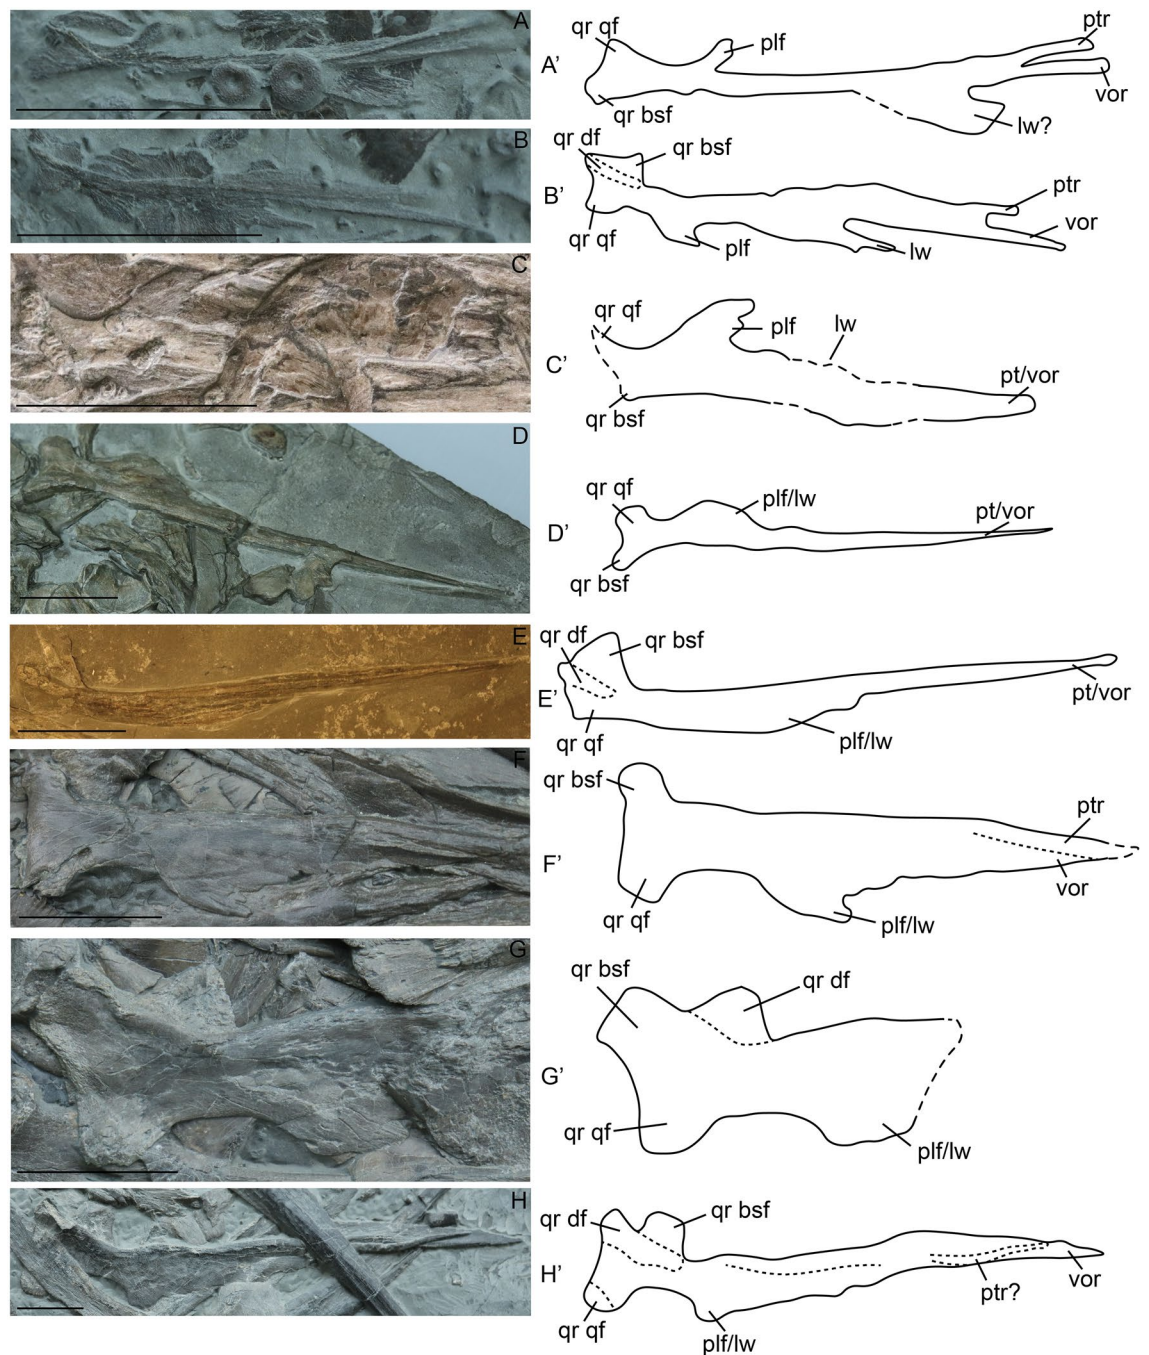 A
A’
qr qf
plf
ptr
qr bsf
lw?
vor
B
B’
qr df
qr bsf
ptr
vor
qr qf
plf
lw
C
C’
qr qf
plf
lw
pt/vor
qr bsf
D
D’
qr qf
plf/lw
pt/vor
qr bsf
E
E’
qr df
qr bsf
pt/vor
qr qf
plf/lw
F
F’
qr bsf
ptr
vor
qr qf
plf/lw
G
G’
qr bsf
qr df
qr qf
plf/lw
H
H’
qr df
qr bsf
ptr?
vor
qr qf
plf/lw